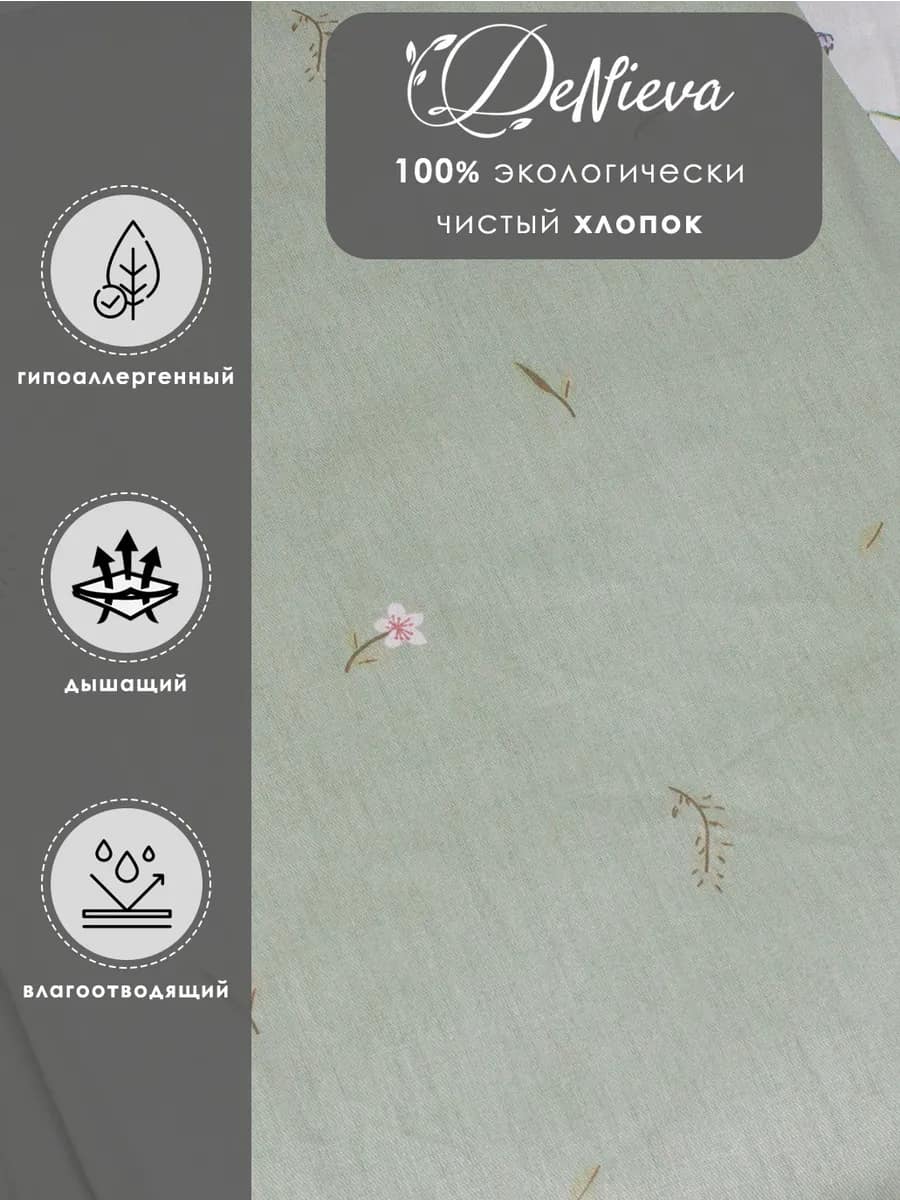 DeNieva
100% экологически
чистый хлопок
гипоаллергенный
дышащий
влагоотводящий